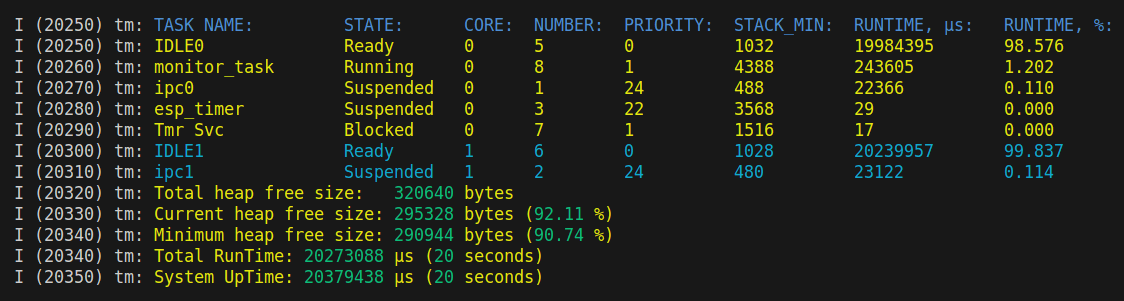 I (20250) tm: TASK NAME:         STATE:      CORE:  NUMBER:  PRIORITY:  STACK_MIN:  RUNTIME, µs:   RUNTIME, %:
I (20250) tm: IDLE0              Ready       0      5        0          1032        19984395       98.576
I (20260) tm: monitor_task       Running     0      8        1          4388        243605         1.202
I (20270) tm: ipc0               Suspended   0      1        24         488         22366          0.110
I (20280) tm: esp_timer          Suspended   0      3        22         3568        29             0.000
I (20290) tm: Tmr Svc            Blocked     0      7        1          1516        17             0.000
I (20300) tm: IDLE1              Ready       1      6        0          1028        20239957       99.837
I (20310) tm: ipc1               Suspended   1      2        24         480         23122          0.114
I (20320) tm: Total heap free size:   320640 bytes
I (20330) tm: Current heap free size: 295328 bytes (92.11 %)
I (20340) tm: Minimum heap free size: 290944 bytes (90.74 %)
I (20340) tm: Total RunTime: 20273088 µs (20 seconds)
I (20350) tm: System UpTime: 20379438 µs (20 seconds)